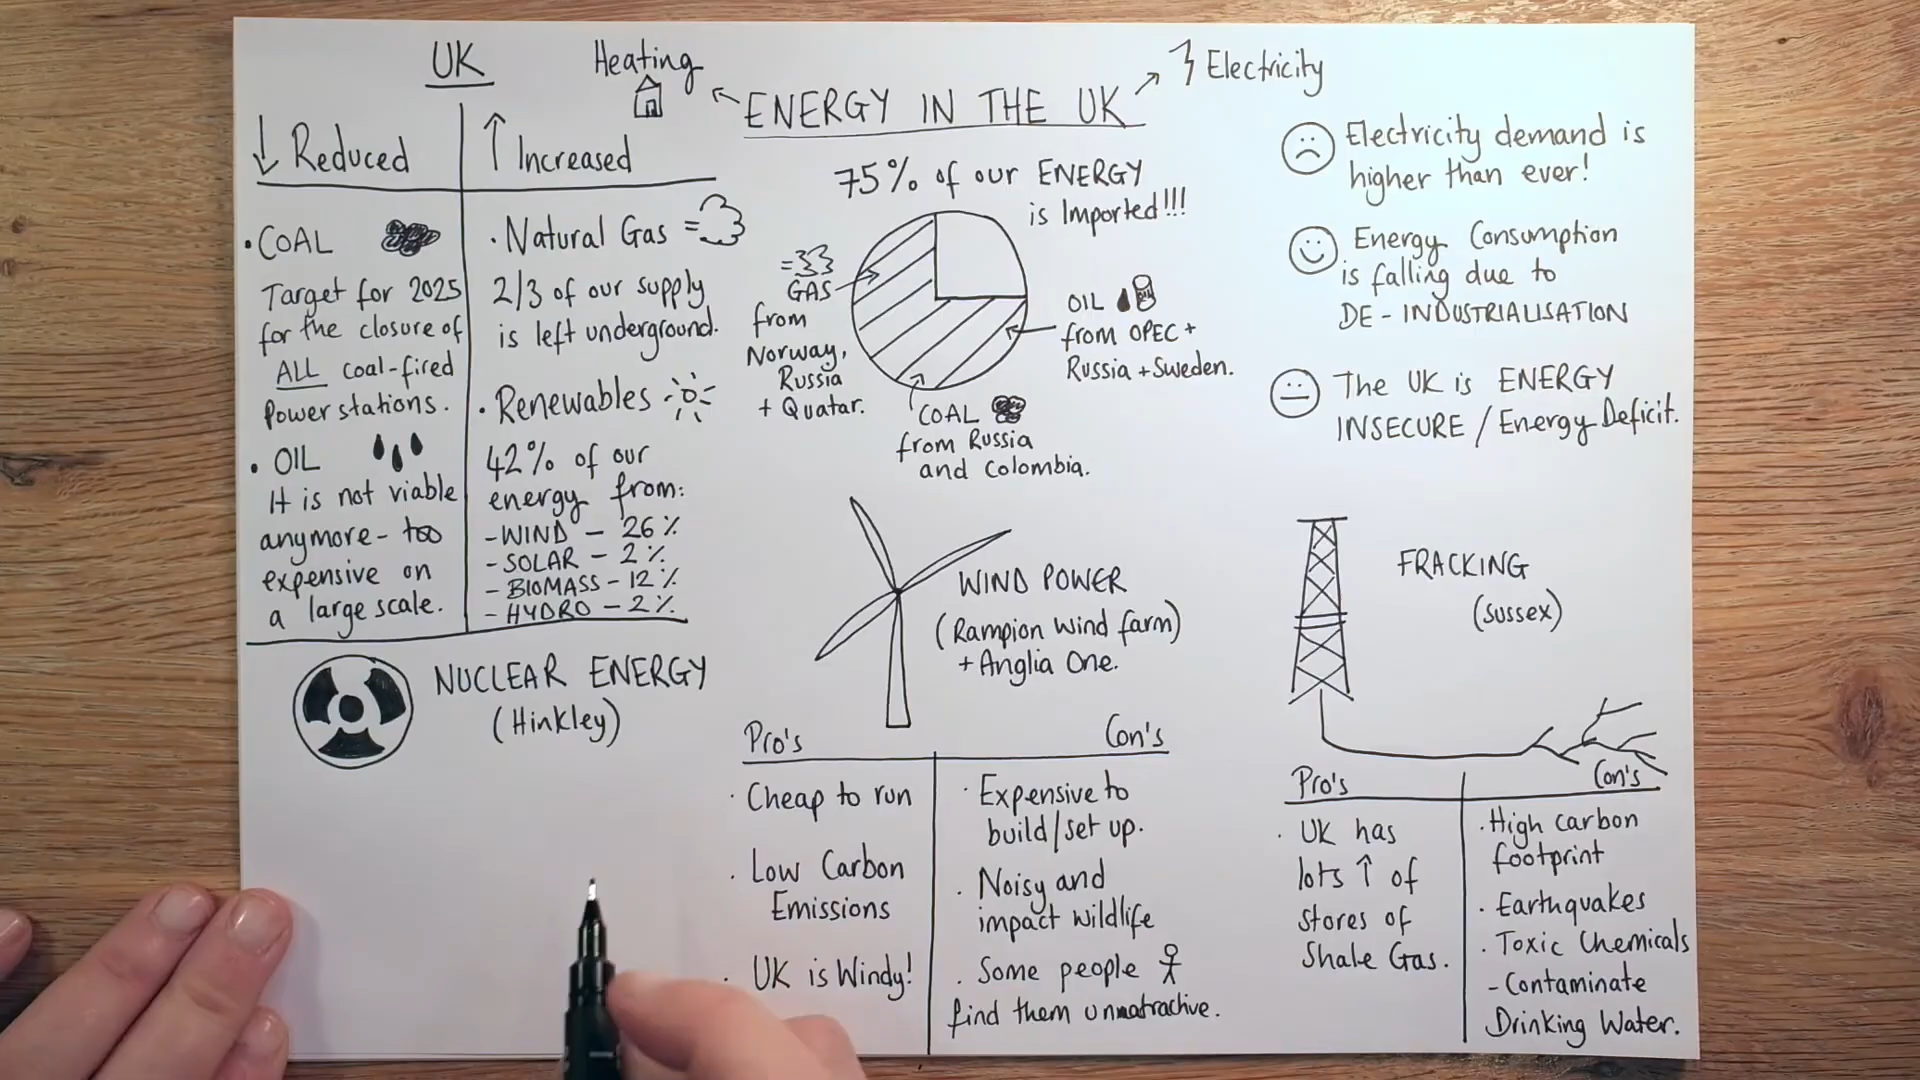 UK
↓ Reduced
↑ Increased
• COAL
Target for 2025
for the closure of
ALL coal-fired
Power stations.
• OIL
It is not viable
anymore - too
expensive on
a large scale.
• Natural Gas
2/3 of our supply
is left underground.
• Renewables
42% of our
energy from:
- WIND - 26%
- SOLAR - 2%
- BIOMASS - 12%
- HYDRO - 2%
Heating
ENERGY IN THE UK
Electricity
75% of our ENERGY
is Imported!!!
GAS
from
Norway,
Russia
+ Quatar.
OIL
from OPEC +
Russia + Sweden.
COAL
from Russia
and Colombia.
Electricity demand is
higher than ever!
Energy Consumption
is falling due to
DE - INDUSTRIALISATION
The UK is ENERGY
INSECURE / Energy Deficit.
NUCLEAR ENERGY
(Hinkley)
WIND POWER
(Rampion Wind farm)
+ Anglia One.
Pro's
· Cheap to run
· Low Carbon
Emissions
· UK is Windy!
Con's
· Expensive to
build/set up.
· Noisy and
impact wildlife
· Some people
find them unnatractive.
FRACKING
(Sussex)
Pro's
· UK has
lots ↑ of
stores of
Shale Gas.
Con's
· High carbon
footprint
· Earthquakes
· Toxic Chemicals
- Contaminate
Drinking Water.